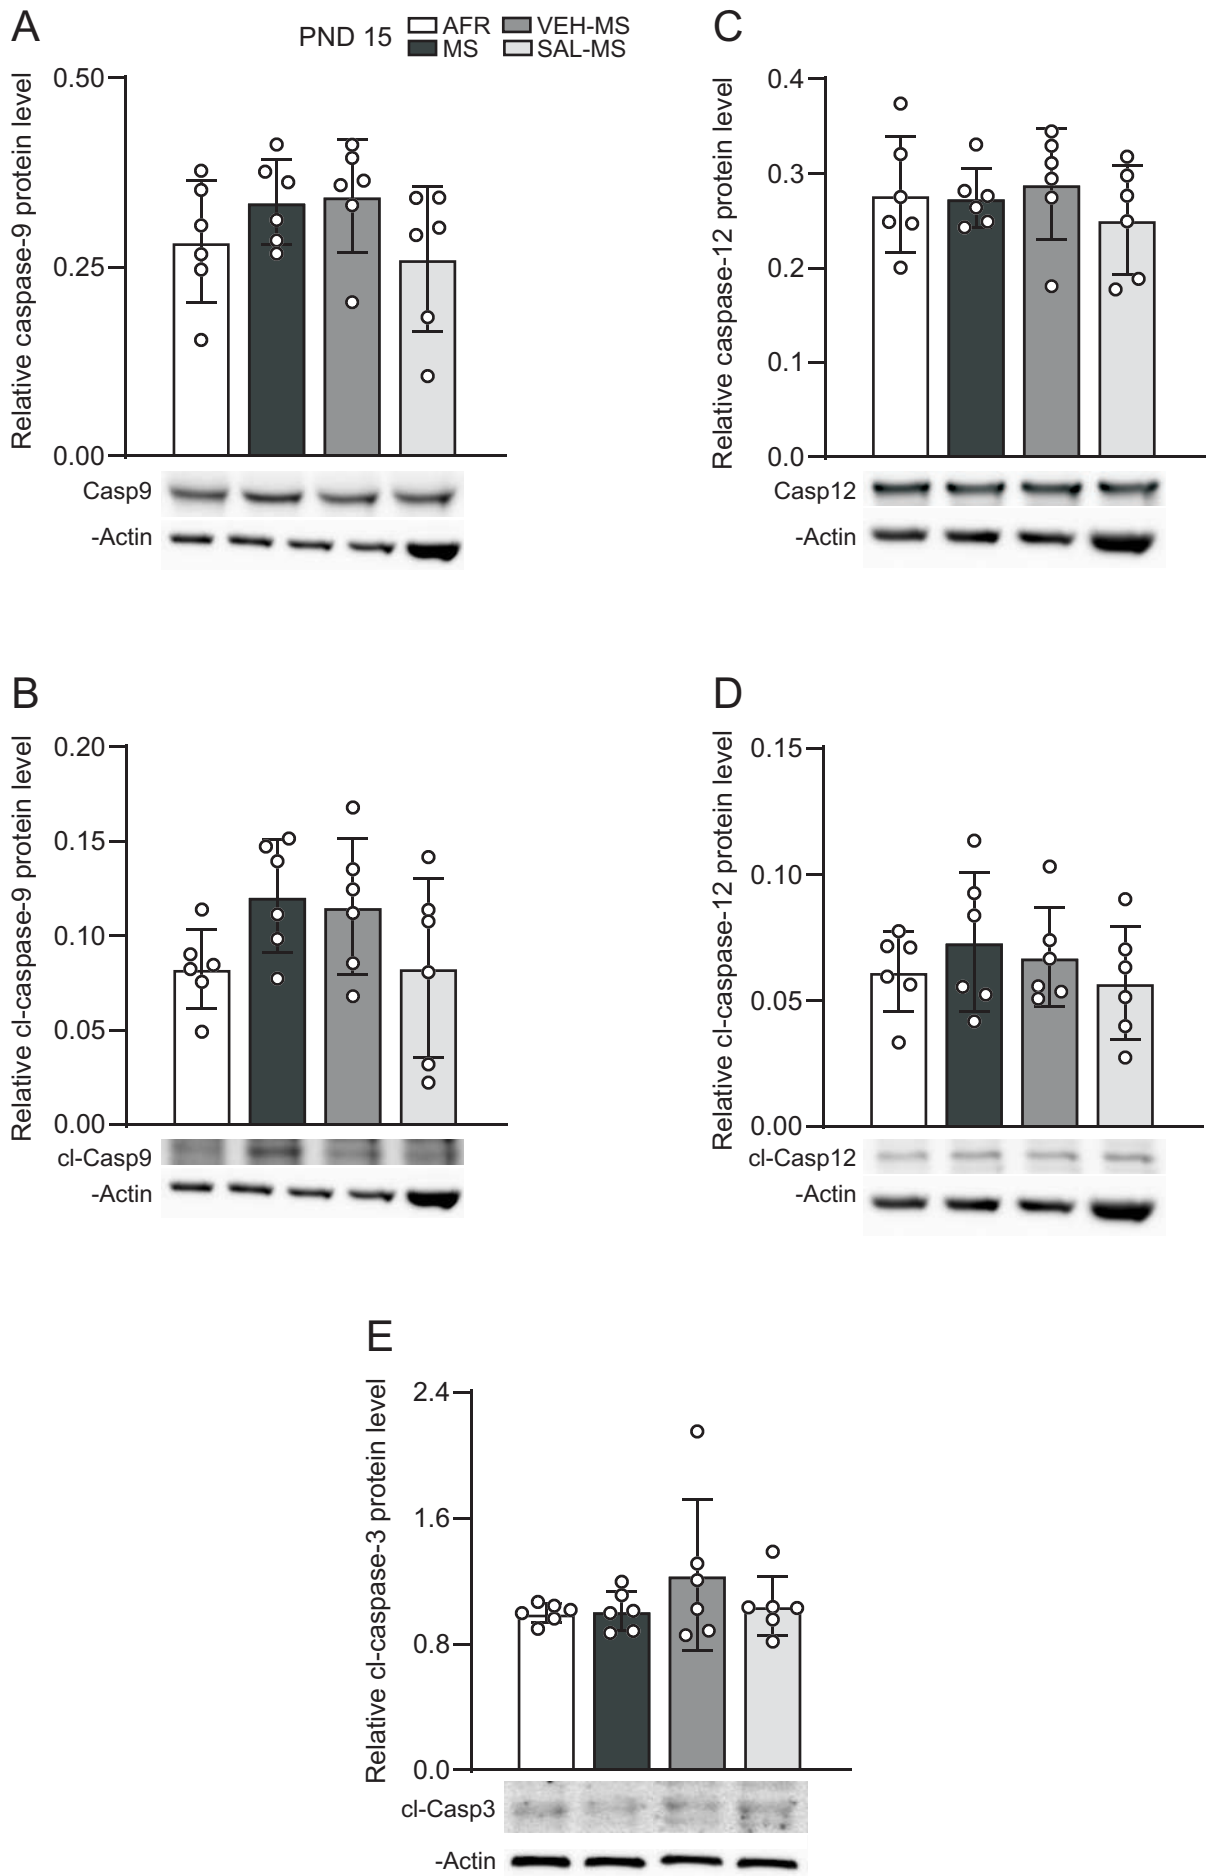 A
PND 15
AFR
VEH-MS
MS
SAL-MS
Relative caspase-9 protein level
0.50
0.25
0.00
Casp9
-Actin
C
Relative caspase-12 protein level
0.4
0.3
0.2
0.1
0.0
Casp12
-Actin
B
Relative cl-caspase-9 protein level
0.20
0.15
0.10
0.05
0.00
cl-Casp9
-Actin
D
Relative cl-caspase-12 protein level
0.15
0.10
0.05
0.00
cl-Casp12
-Actin
E
Relative cl-caspase-3 protein level
2.4
1.6
0.8
0.0
cl-Casp3
-Actin